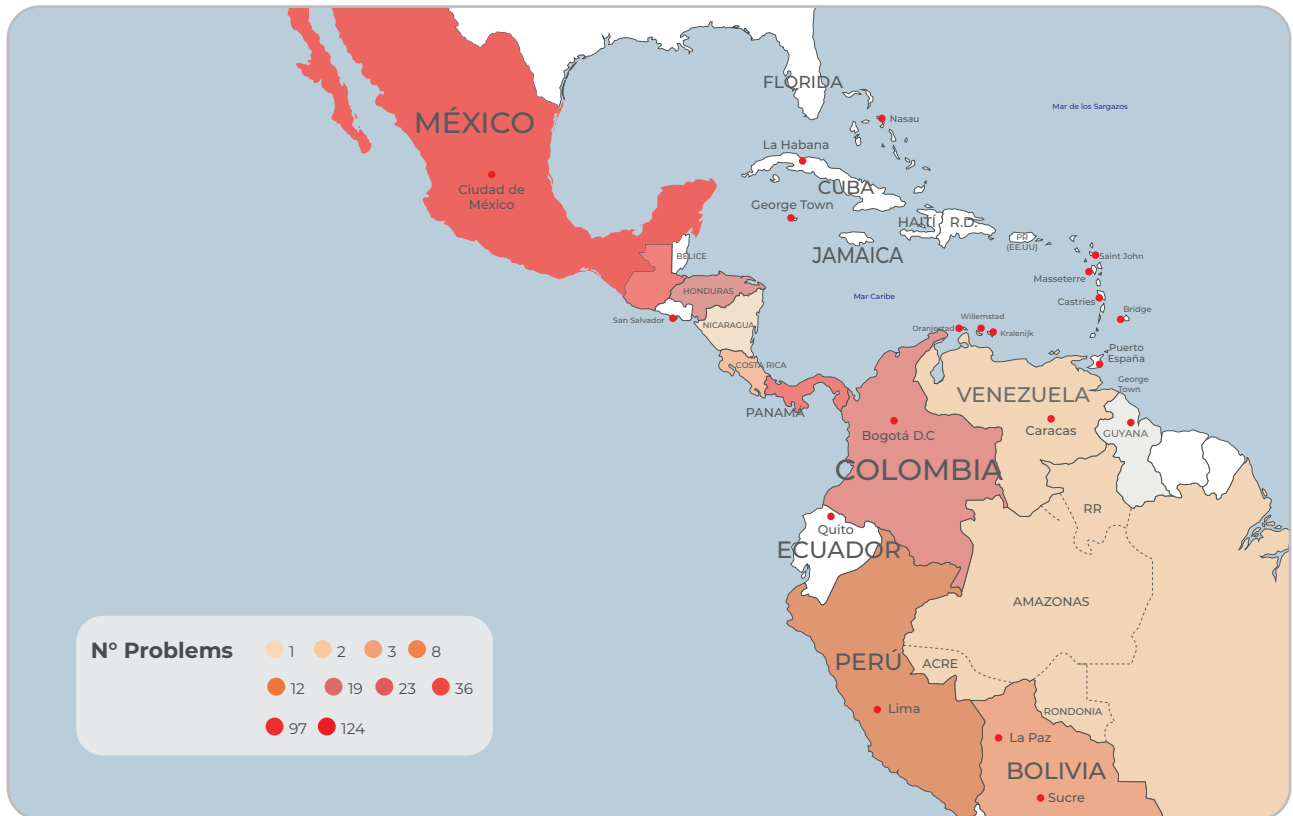 FLORIDA
Mar de los Sargazos
MÉXICO
Nasau
La Habana
Ciudad de
México
CUBA
George Town
HAITÍ
R.D.
PR
(EE.UU)
JAMAICA
BELICE
Saint John
Masseterre
HONDURAS
Mar Caribe
Castries
Bridge
San Salvador
NICARAGUA
Willemstad
Oranjestad
Kralenijk
Puerto
España
COSTA RICA
George
Town
VENEZUELA
PANAMÁ
Caracas
GUYANA
Bogotá D.C
COLOMBIA
RR
Quito
ECUADOR
AMAZONAS
PERÚ
ACRE
Lima
RONDONIA
La Paz
BOLIVIA
Sucre
N° Problems
1 2 3 8
12 19 23 36
97 124